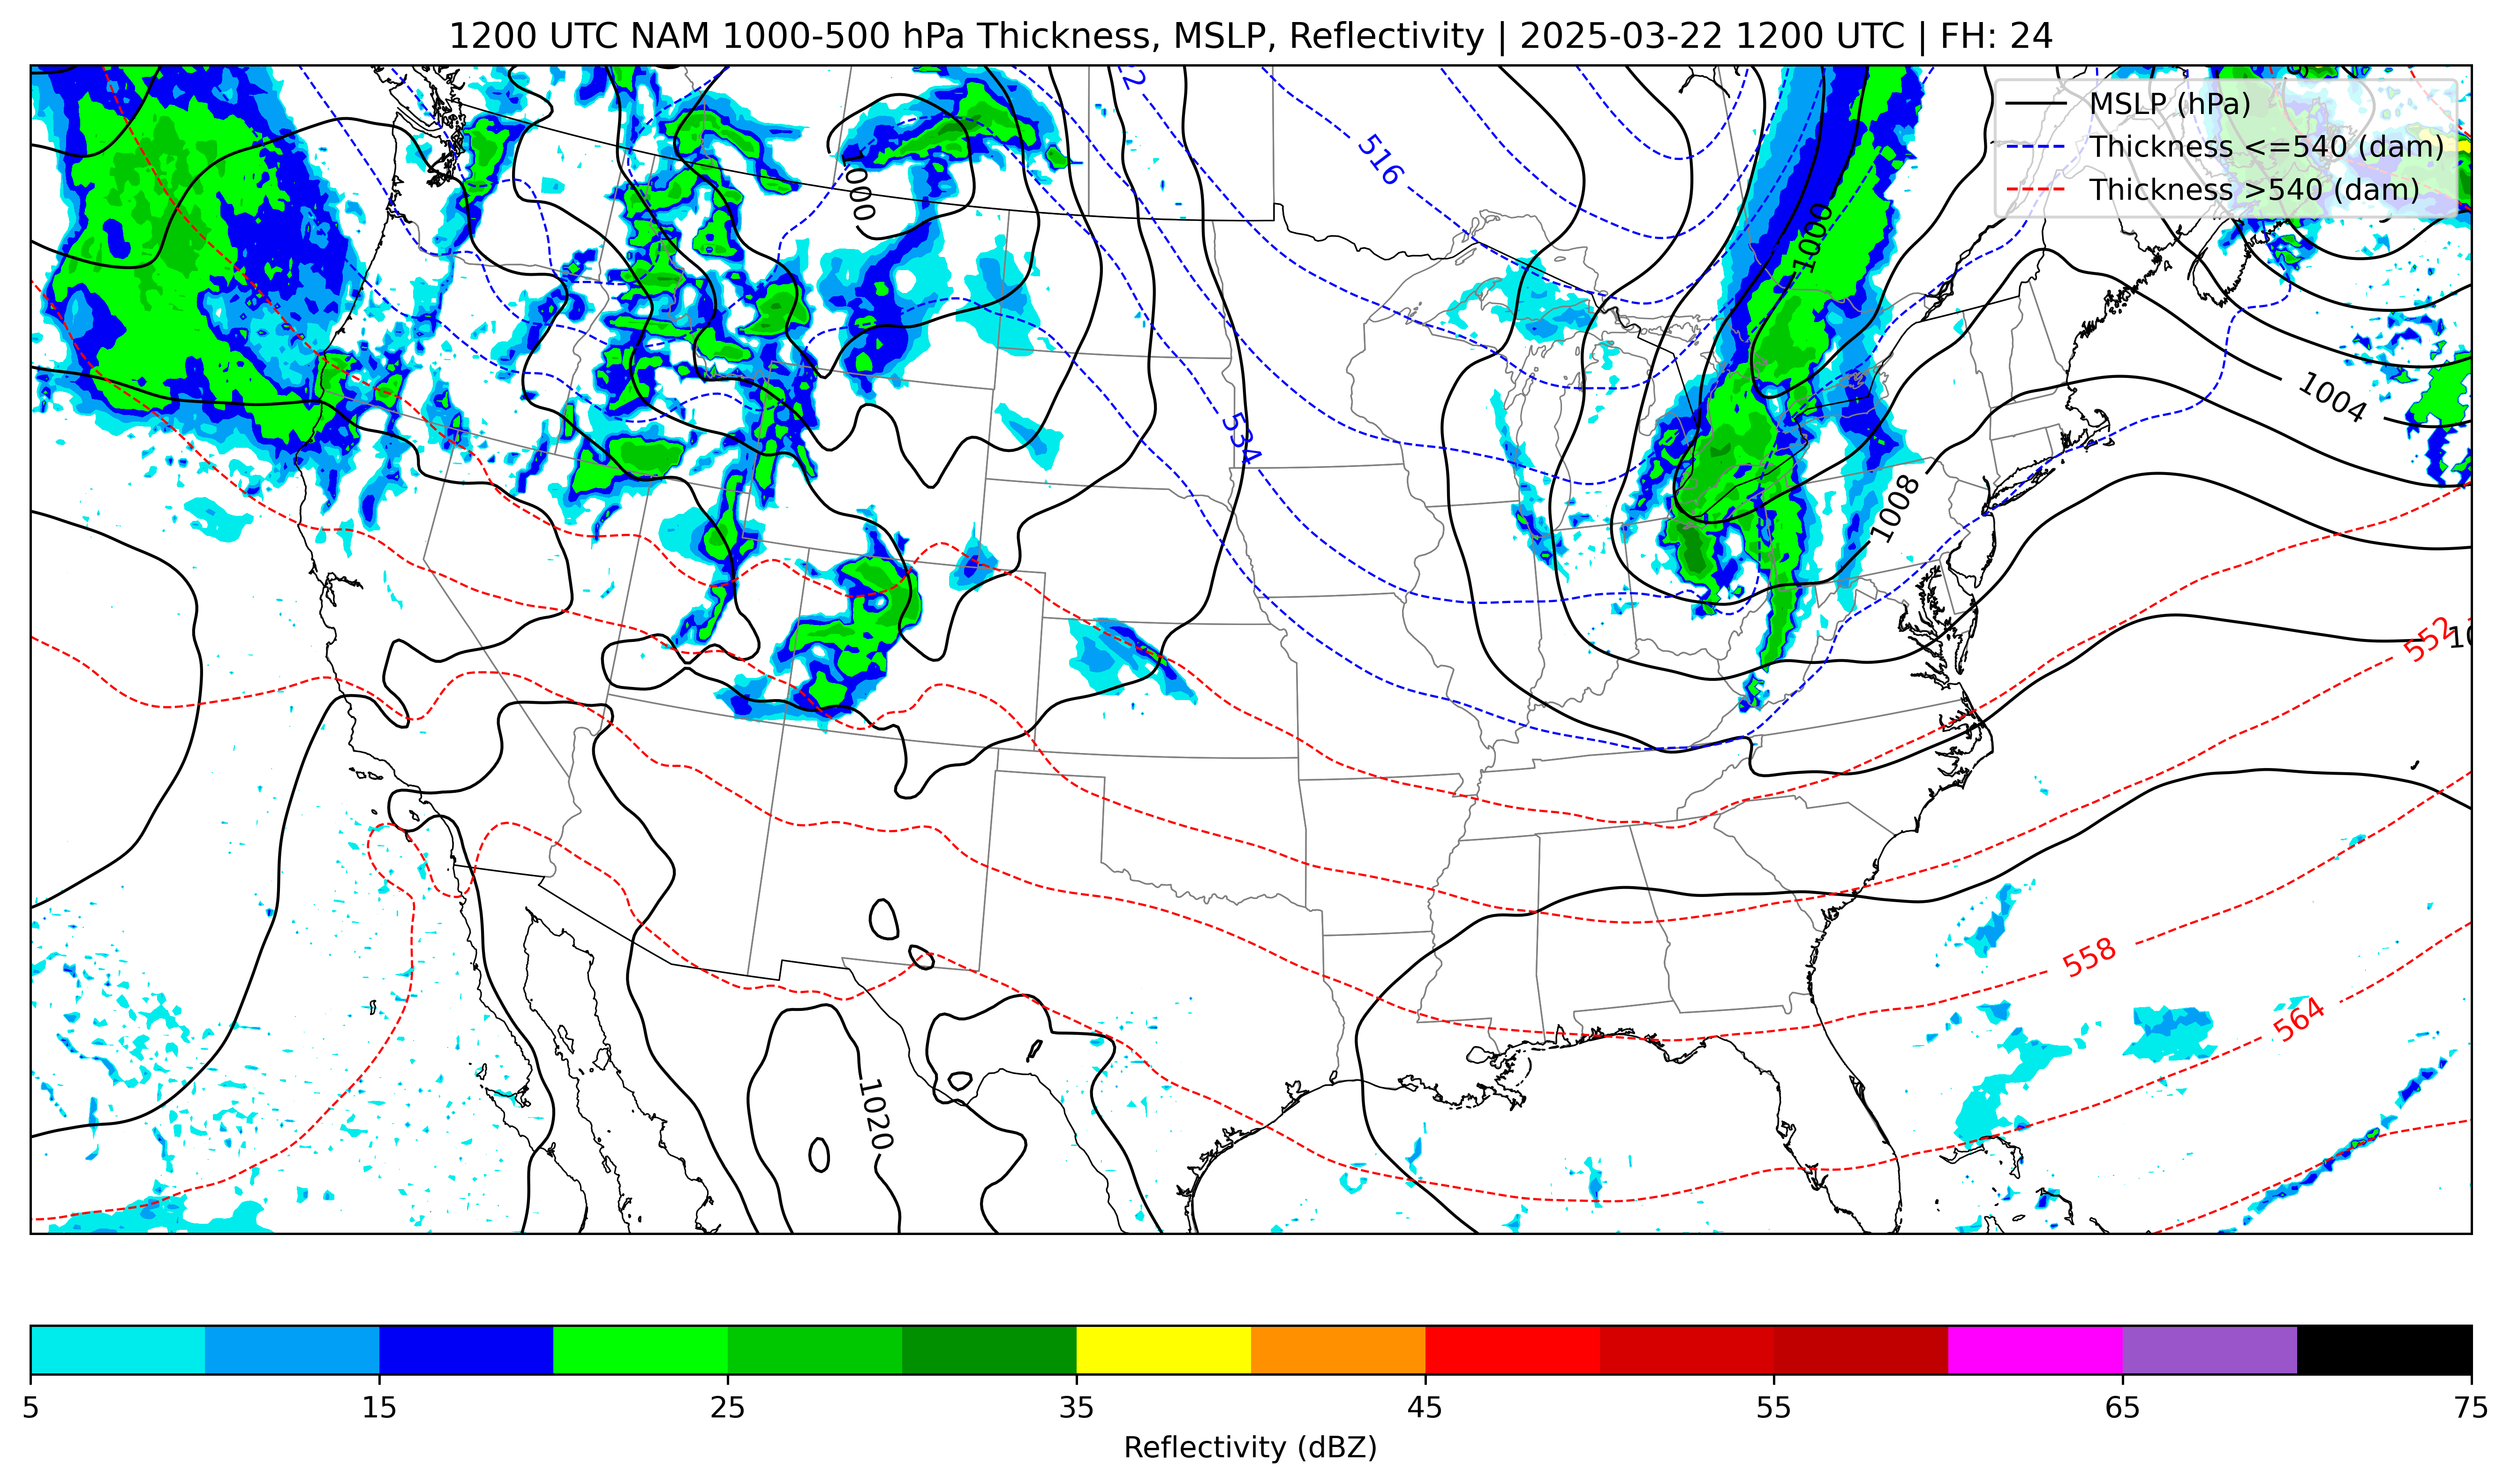 1200 UTC NAM 1000-500 hPa Thickness, MSLP, Reflectivity | 2025-03-22 1200 UTC | FH: 24
MSLP (hPa)
Thickness <=540 (dam)
Thickness >540 (dam)
516
1000
1000
534
1004
1008
552
558
564
1020
5 15 25 35 45 55 65 75
Reflectivity (dBZ)